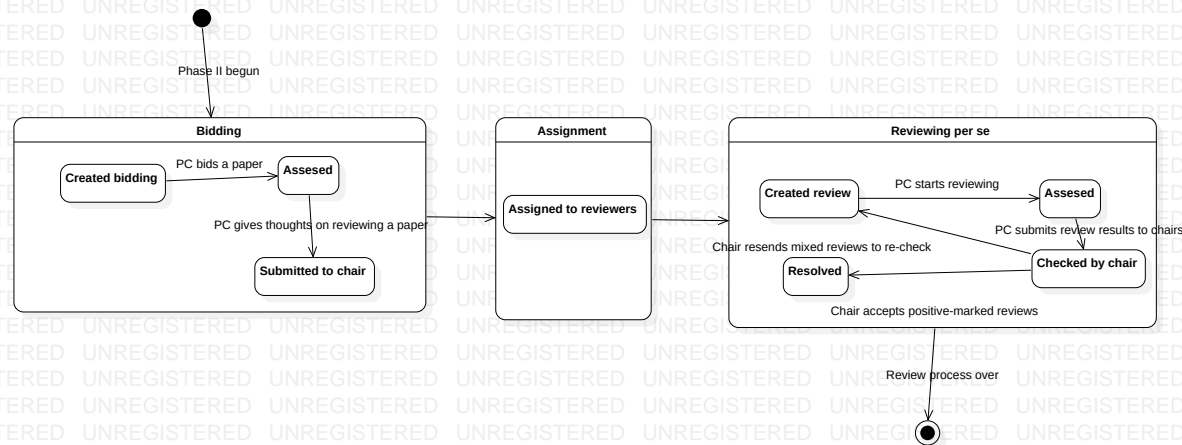 Phase II begun
Bidding
Created bidding
PC bids a paper
Assesed
PC gives thoughts on reviewing a paper
Submitted to chair
Assignment
Assigned to reviewers
Reviewing per se
Created review
PC starts reviewing
Assesed
PC submits review results to chairs
Chair resends mixed reviews to re-check
Checked by chair
Resolved
Chair accepts positive-marked reviews
Review process over
UNREGISTERED